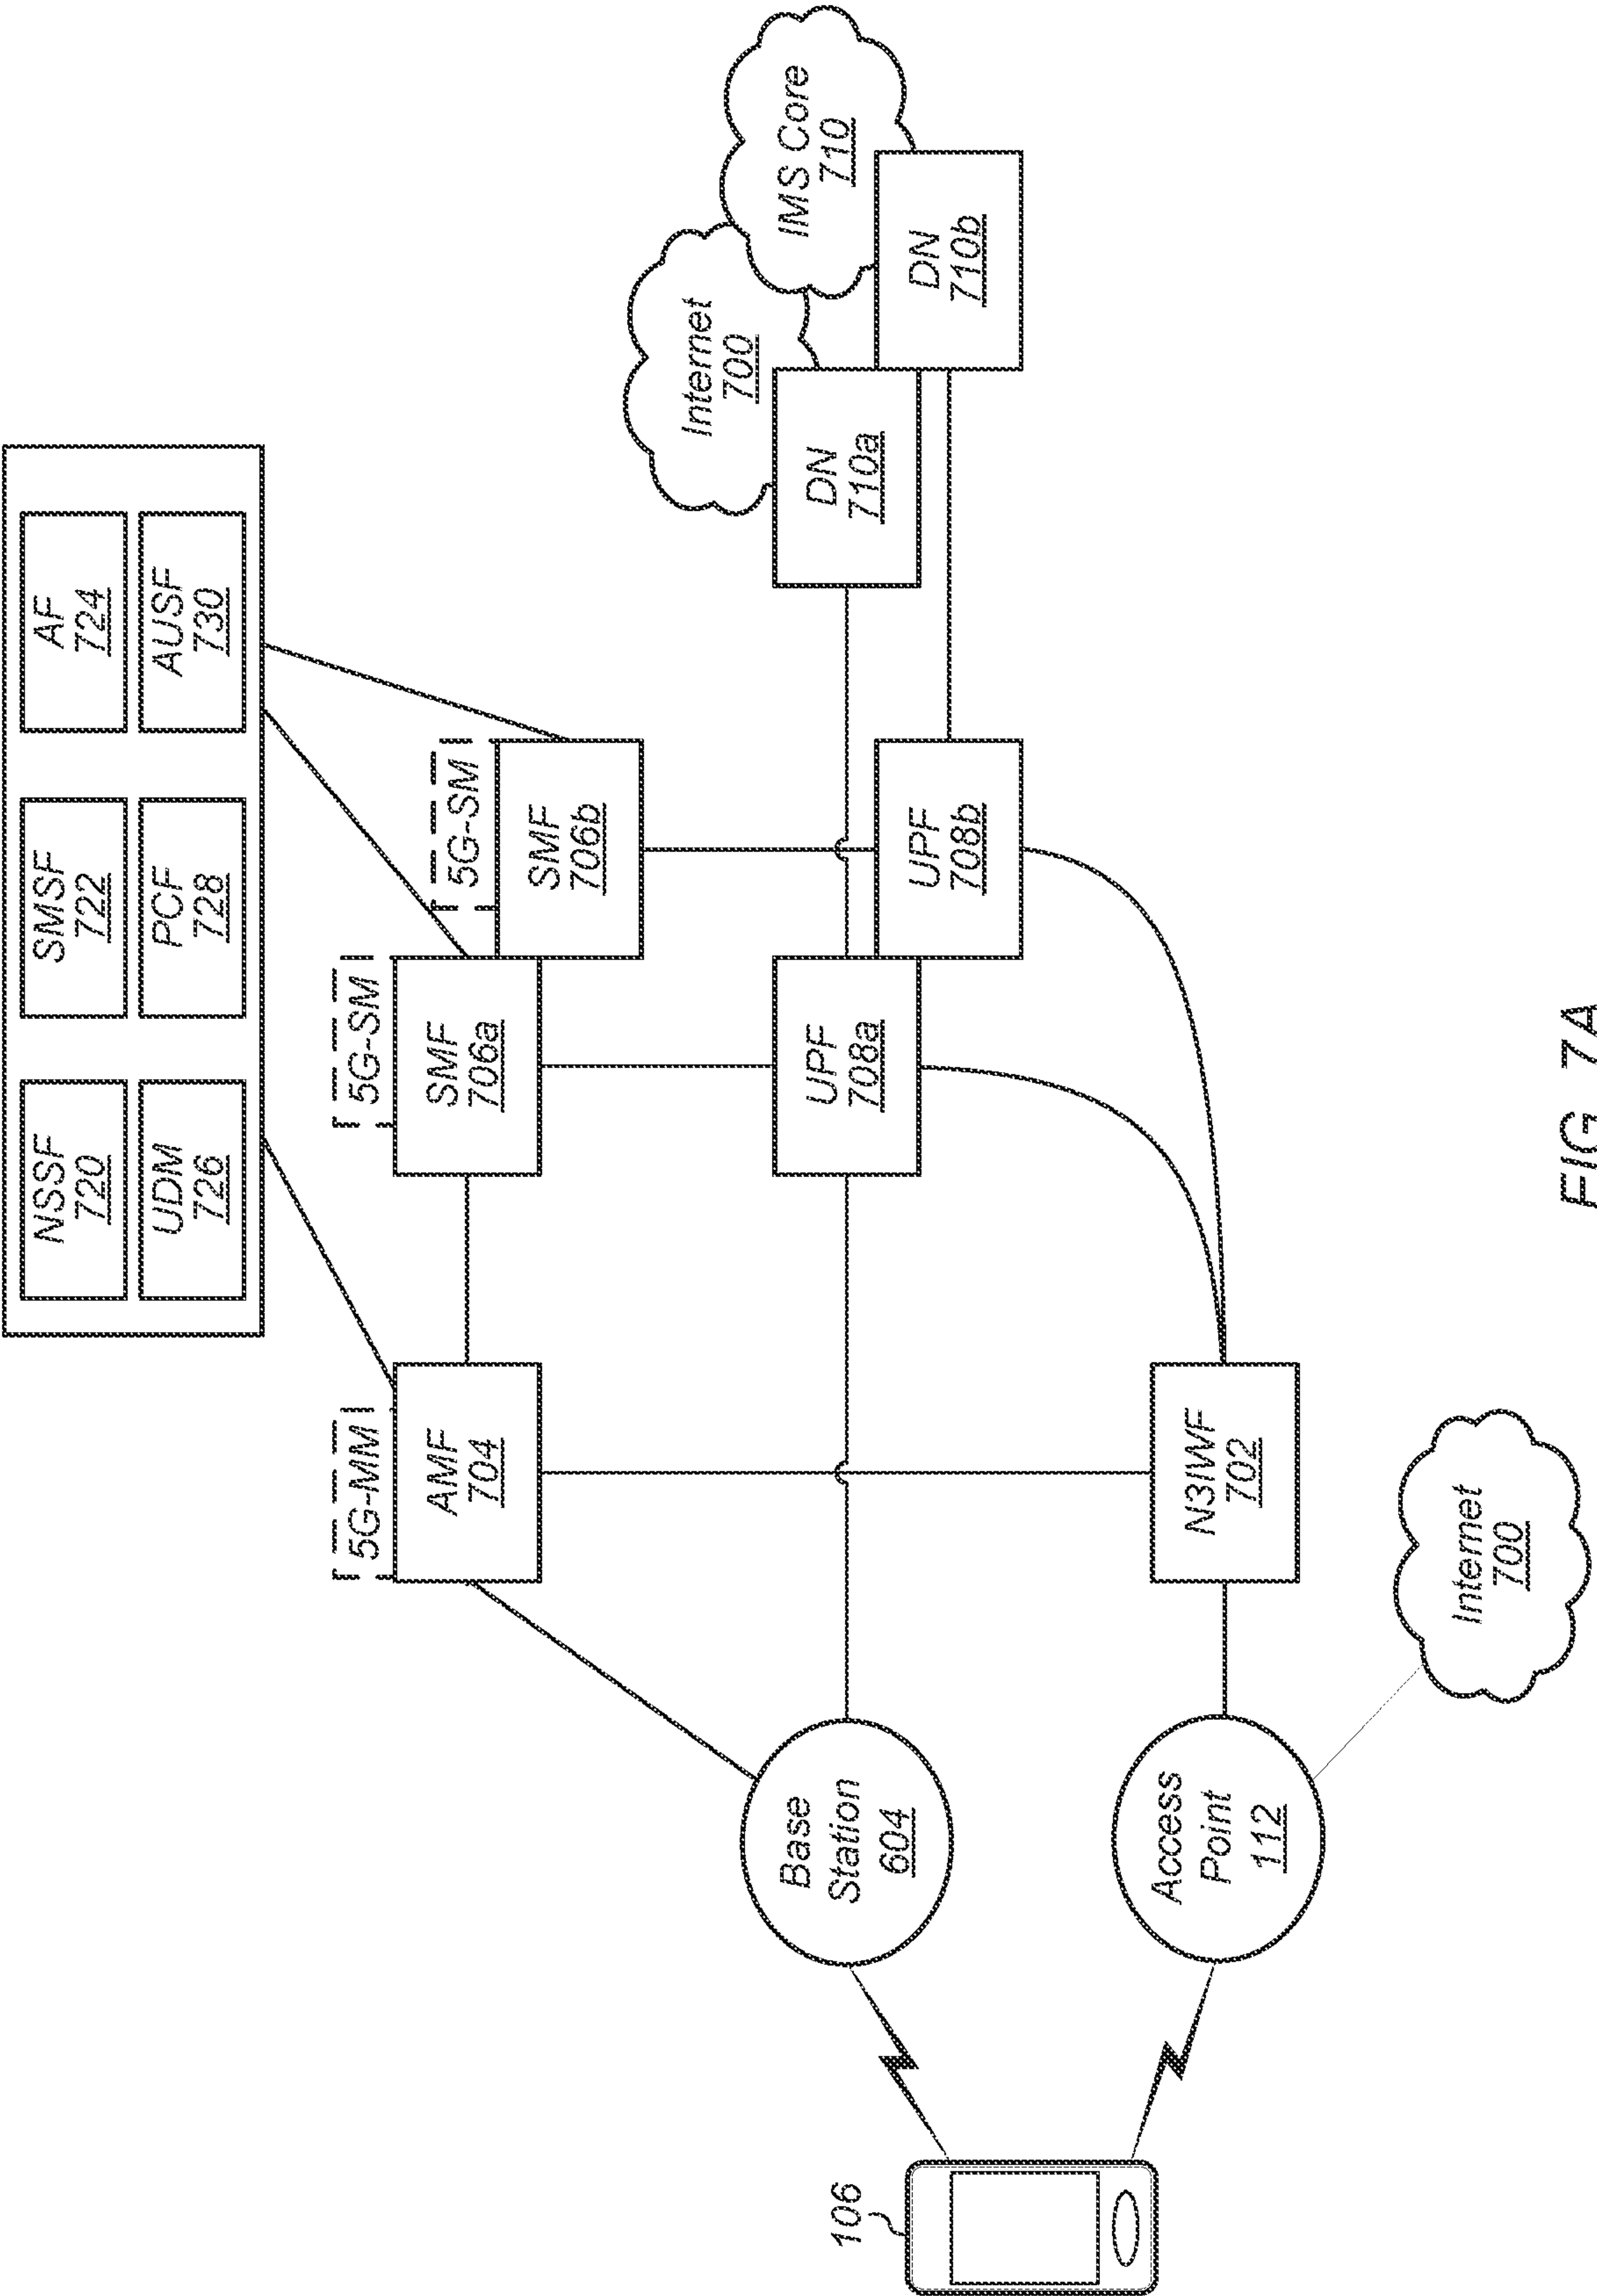 NSSF
720
SMSF
722
AF
724
UDM
726
PCF
728
AUSF
730
5G-MM
AMF
704
5G-SM
SMF
706a
5G-SM
SMF
706b
Internet
700
IMS Core
710
106
Base
Station
604
UPF
708a
DN
710a
UPF
708b
DN
710b
Access
Point
112
N3IWF
702
Internet
700
FIG. 7A